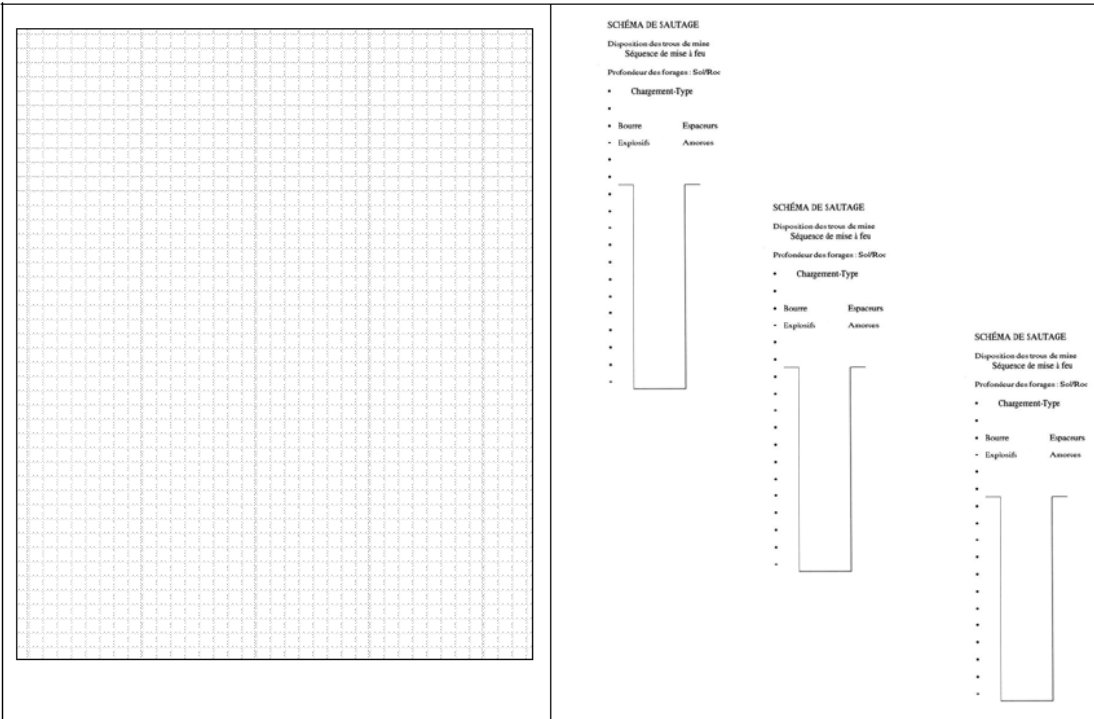 SCHÉMA DE SAUTAGE
Disposition des trous de mise
Séquence de mise à feu
Profondeur des forages : Sol/Roc
• Chargement-Type
•
• Bourre Espaceurs
- Explosifs Amorces
SCHÉMA DE SAUTAGE
Disposition des trous de mise
Séquence de mise à feu
Profondeur des forages : Sol/Roc
• Chargement-Type
•
• Bourre Espaceurs
- Explosifs Amorces
SCHÉMA DE SAUTAGE
Disposition des trous de mise
Séquence de mise à feu
Profondeur des forages : Sol/Roc
• Chargement-Type
•
• Bourre Espaceurs
- Explosifs Amorces